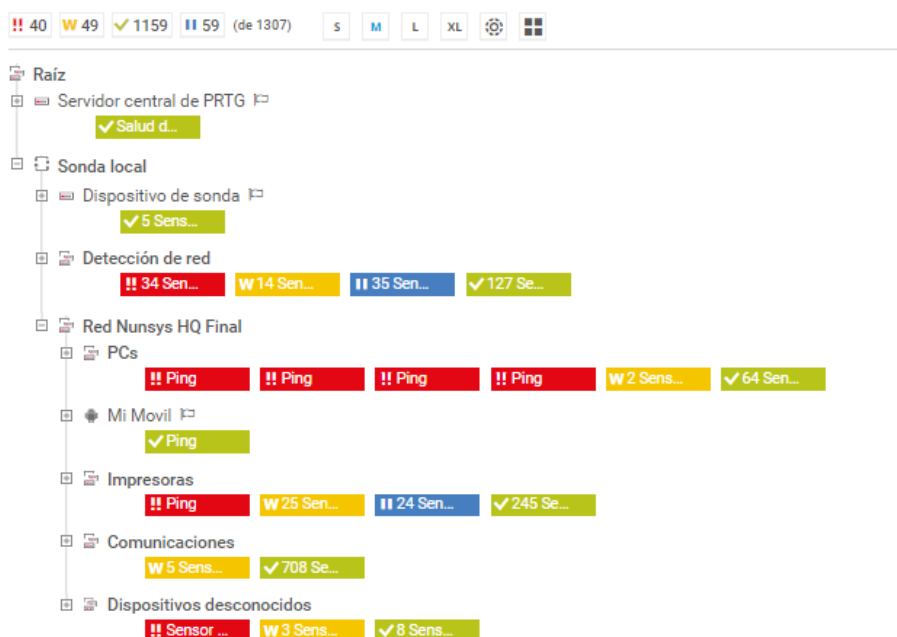 !! 40 W 49 ✓ 1159 II 59 (de 1307) S M L XL
Raíz
Servidor central de PRTG
✓ Salud d...
Sonda local
Dispositivo de sonda
✓ 5 Sens...
Detección de red
!! 34 Sen... W 14 Sen... II 35 Sen... ✓ 127 Se...
Red Nunsys HQ Final
PCs
!! Ping !! Ping !! Ping !! Ping W 2 Sens... ✓ 64 Sen...
Mi Movil
✓ Ping
Impresoras
!! Ping W 25 Sen... II 24 Sen... ✓ 245 Se...
Comunicaciones
W 5 Sens... ✓ 708 Se...
Dispositivos desconocidos
!! Sensor ... W 3 Sens... ✓ 8 Sens...